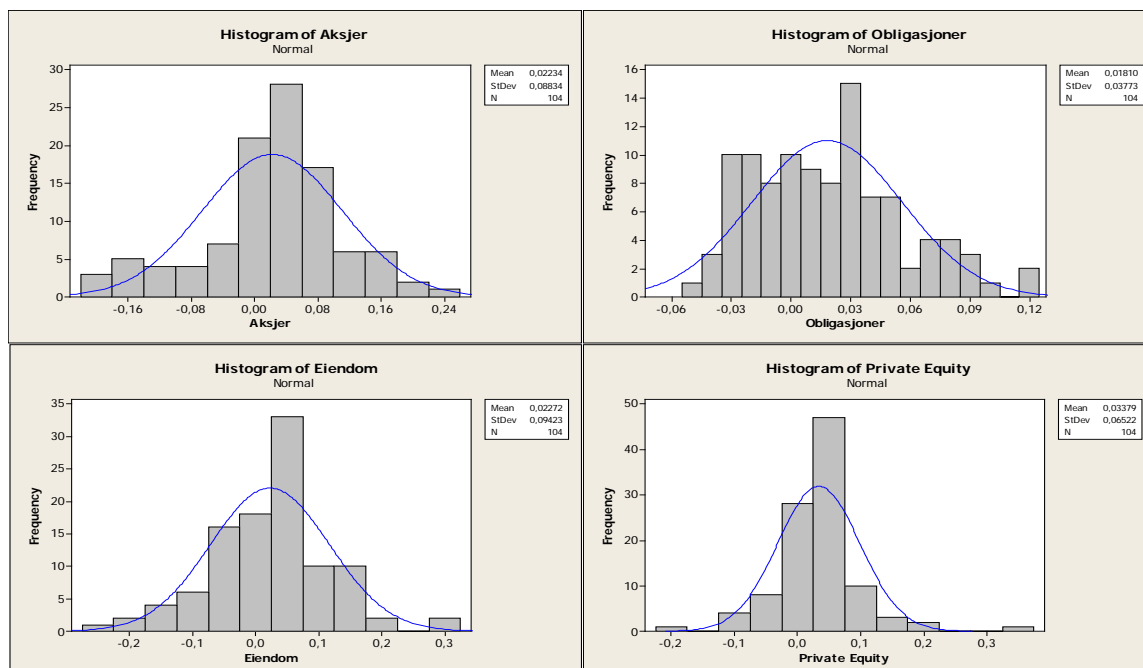 Histogram of Aksjer
Normal
Mean 0,02234
StDev 0,08834
N 104
Frequency
30
25
20
15
10
5
0
-0,16 -0,08 0,00 0,08 0,16 0,24
Aksjer
Histogram of Obligasjoner
Normal
Mean 0,01810
StDev 0,03773
N 104
Frequency
16
14
12
10
8
6
4
2
0
-0,06 -0,03 0,00 0,03 0,06 0,09 0,12
Obligasjoner
Histogram of Eiendom
Normal
Mean 0,02272
StDev 0,09423
N 104
Frequency
35
30
25
20
15
10
5
0
-0,2 -0,1 0,0 0,1 0,2 0,3
Eiendom
Histogram of Private Equity
Normal
Mean 0,03379
StDev 0,06522
N 104
Frequency
50
40
30
20
10
0
-0,2 -0,1 0,0 0,1 0,2 0,3
Private Equity